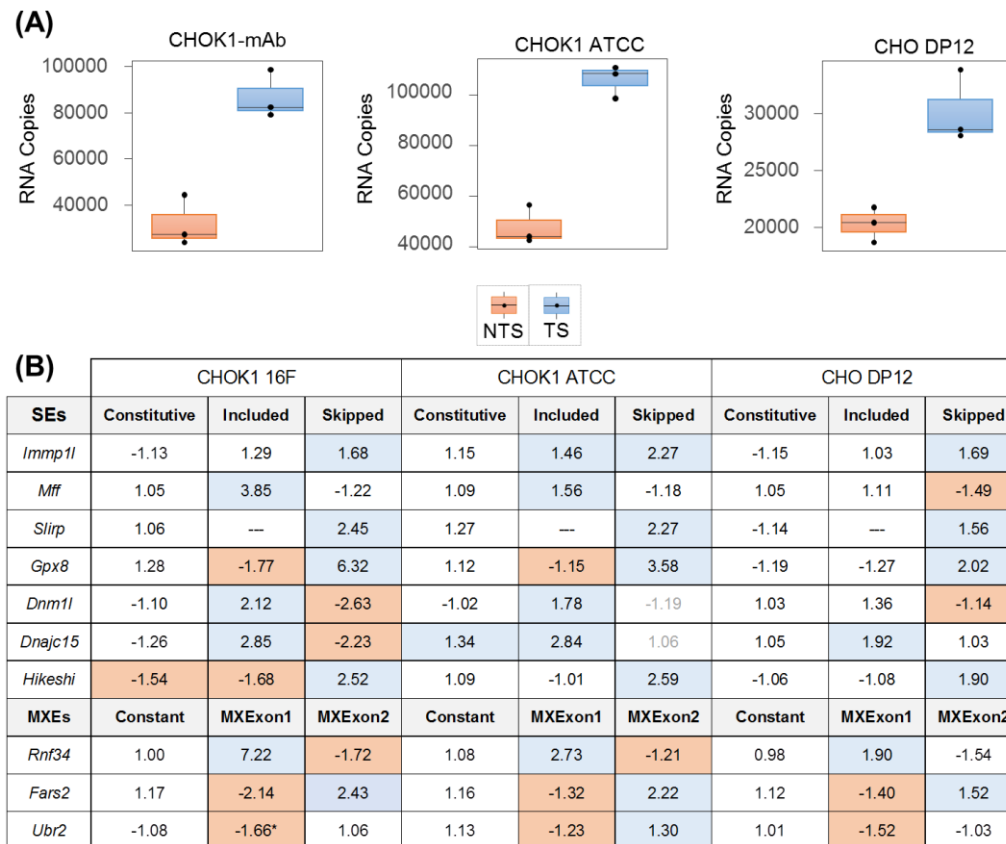 (A)
CHOK1-mAb
CHOK1 ATCC
CHO DP12
RNA Copies
100000
80000
60000
40000
RNA Copies
100000
80000
60000
40000
RNA Copies
30000
25000
20000
NTS TS
(B)
CHOK1 16F CHOK1 ATCC CHO DP12
SEs Constitutive Included Skipped Constitutive Included Skipped Constitutive Included Skipped
Immp1l -1.13 1.29 1.68 1.15 1.46 2.27 -1.15 1.03 1.69
Mff 1.05 3.85 -1.22 1.09 1.56 -1.18 1.05 1.11 -1.49
Slirp 1.06 --- 2.45 1.27 --- 2.27 -1.14 --- 1.56
Gpx8 1.28 -1.77 6.32 1.12 -1.15 3.58 -1.19 -1.27 2.02
Dnm1l -1.10 2.12 -2.63 -1.02 1.78 -1.19 1.03 1.36 -1.14
Dnajc15 -1.26 2.85 -2.23 1.34 2.84 1.06 1.05 1.92 1.03
Hikeshi -1.54 -1.68 2.52 1.09 -1.01 2.59 -1.06 -1.08 1.90
MXEs Constant MXExon1 MXExon2 Constant MXExon1 MXExon2 Constant MXExon1 MXExon2
Rnf34 1.00 7.22 -1.72 1.08 2.73 -1.21 0.98 1.90 -1.54
Fars2 1.17 -2.14 2.43 1.16 -1.32 2.22 1.12 -1.40 1.52
Ubr2 -1.08 -1.66* 1.06 1.13 -1.23 1.30 1.01 -1.52 -1.03